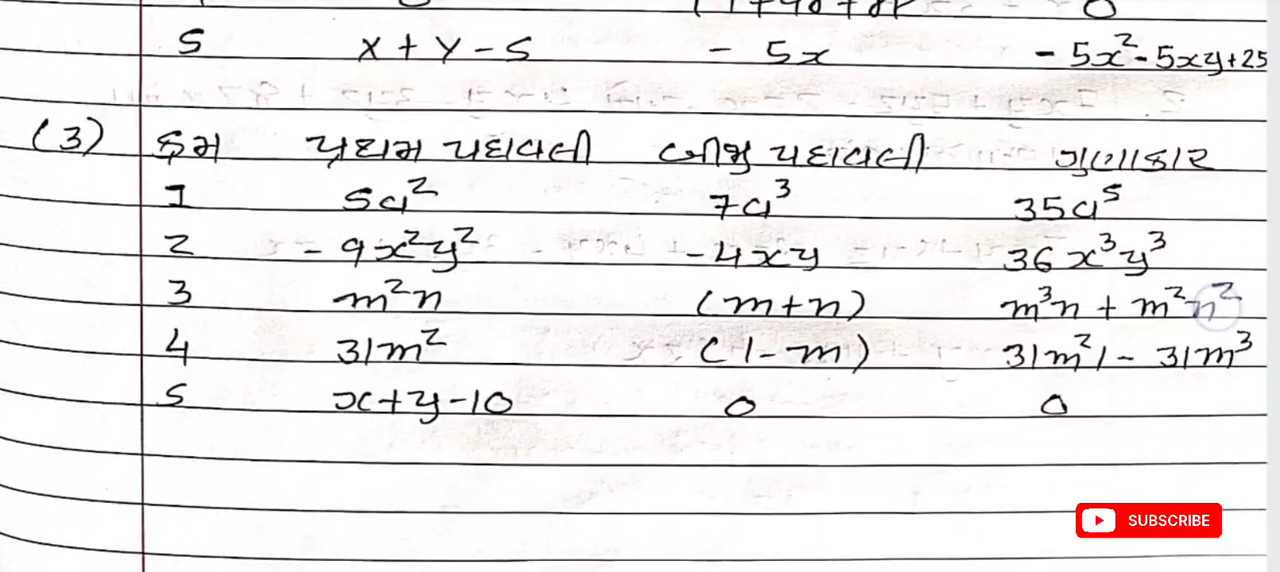 5 x + y - 5 - 5x - 5x² - 5xy + 25
(3) ક્રમ પ્રથમ પદાવલી બીજી પદાવલી ગુણાકાર
1 5a² 7a³ 35a⁵
2 - 9x²y² - 4xy 36x³y³
3 m²n (m+n) m³n + m²n²
4 31m² (1-m) 31m²1 - 31m³
5 x+y-10 0 0
SUBSCRIBE